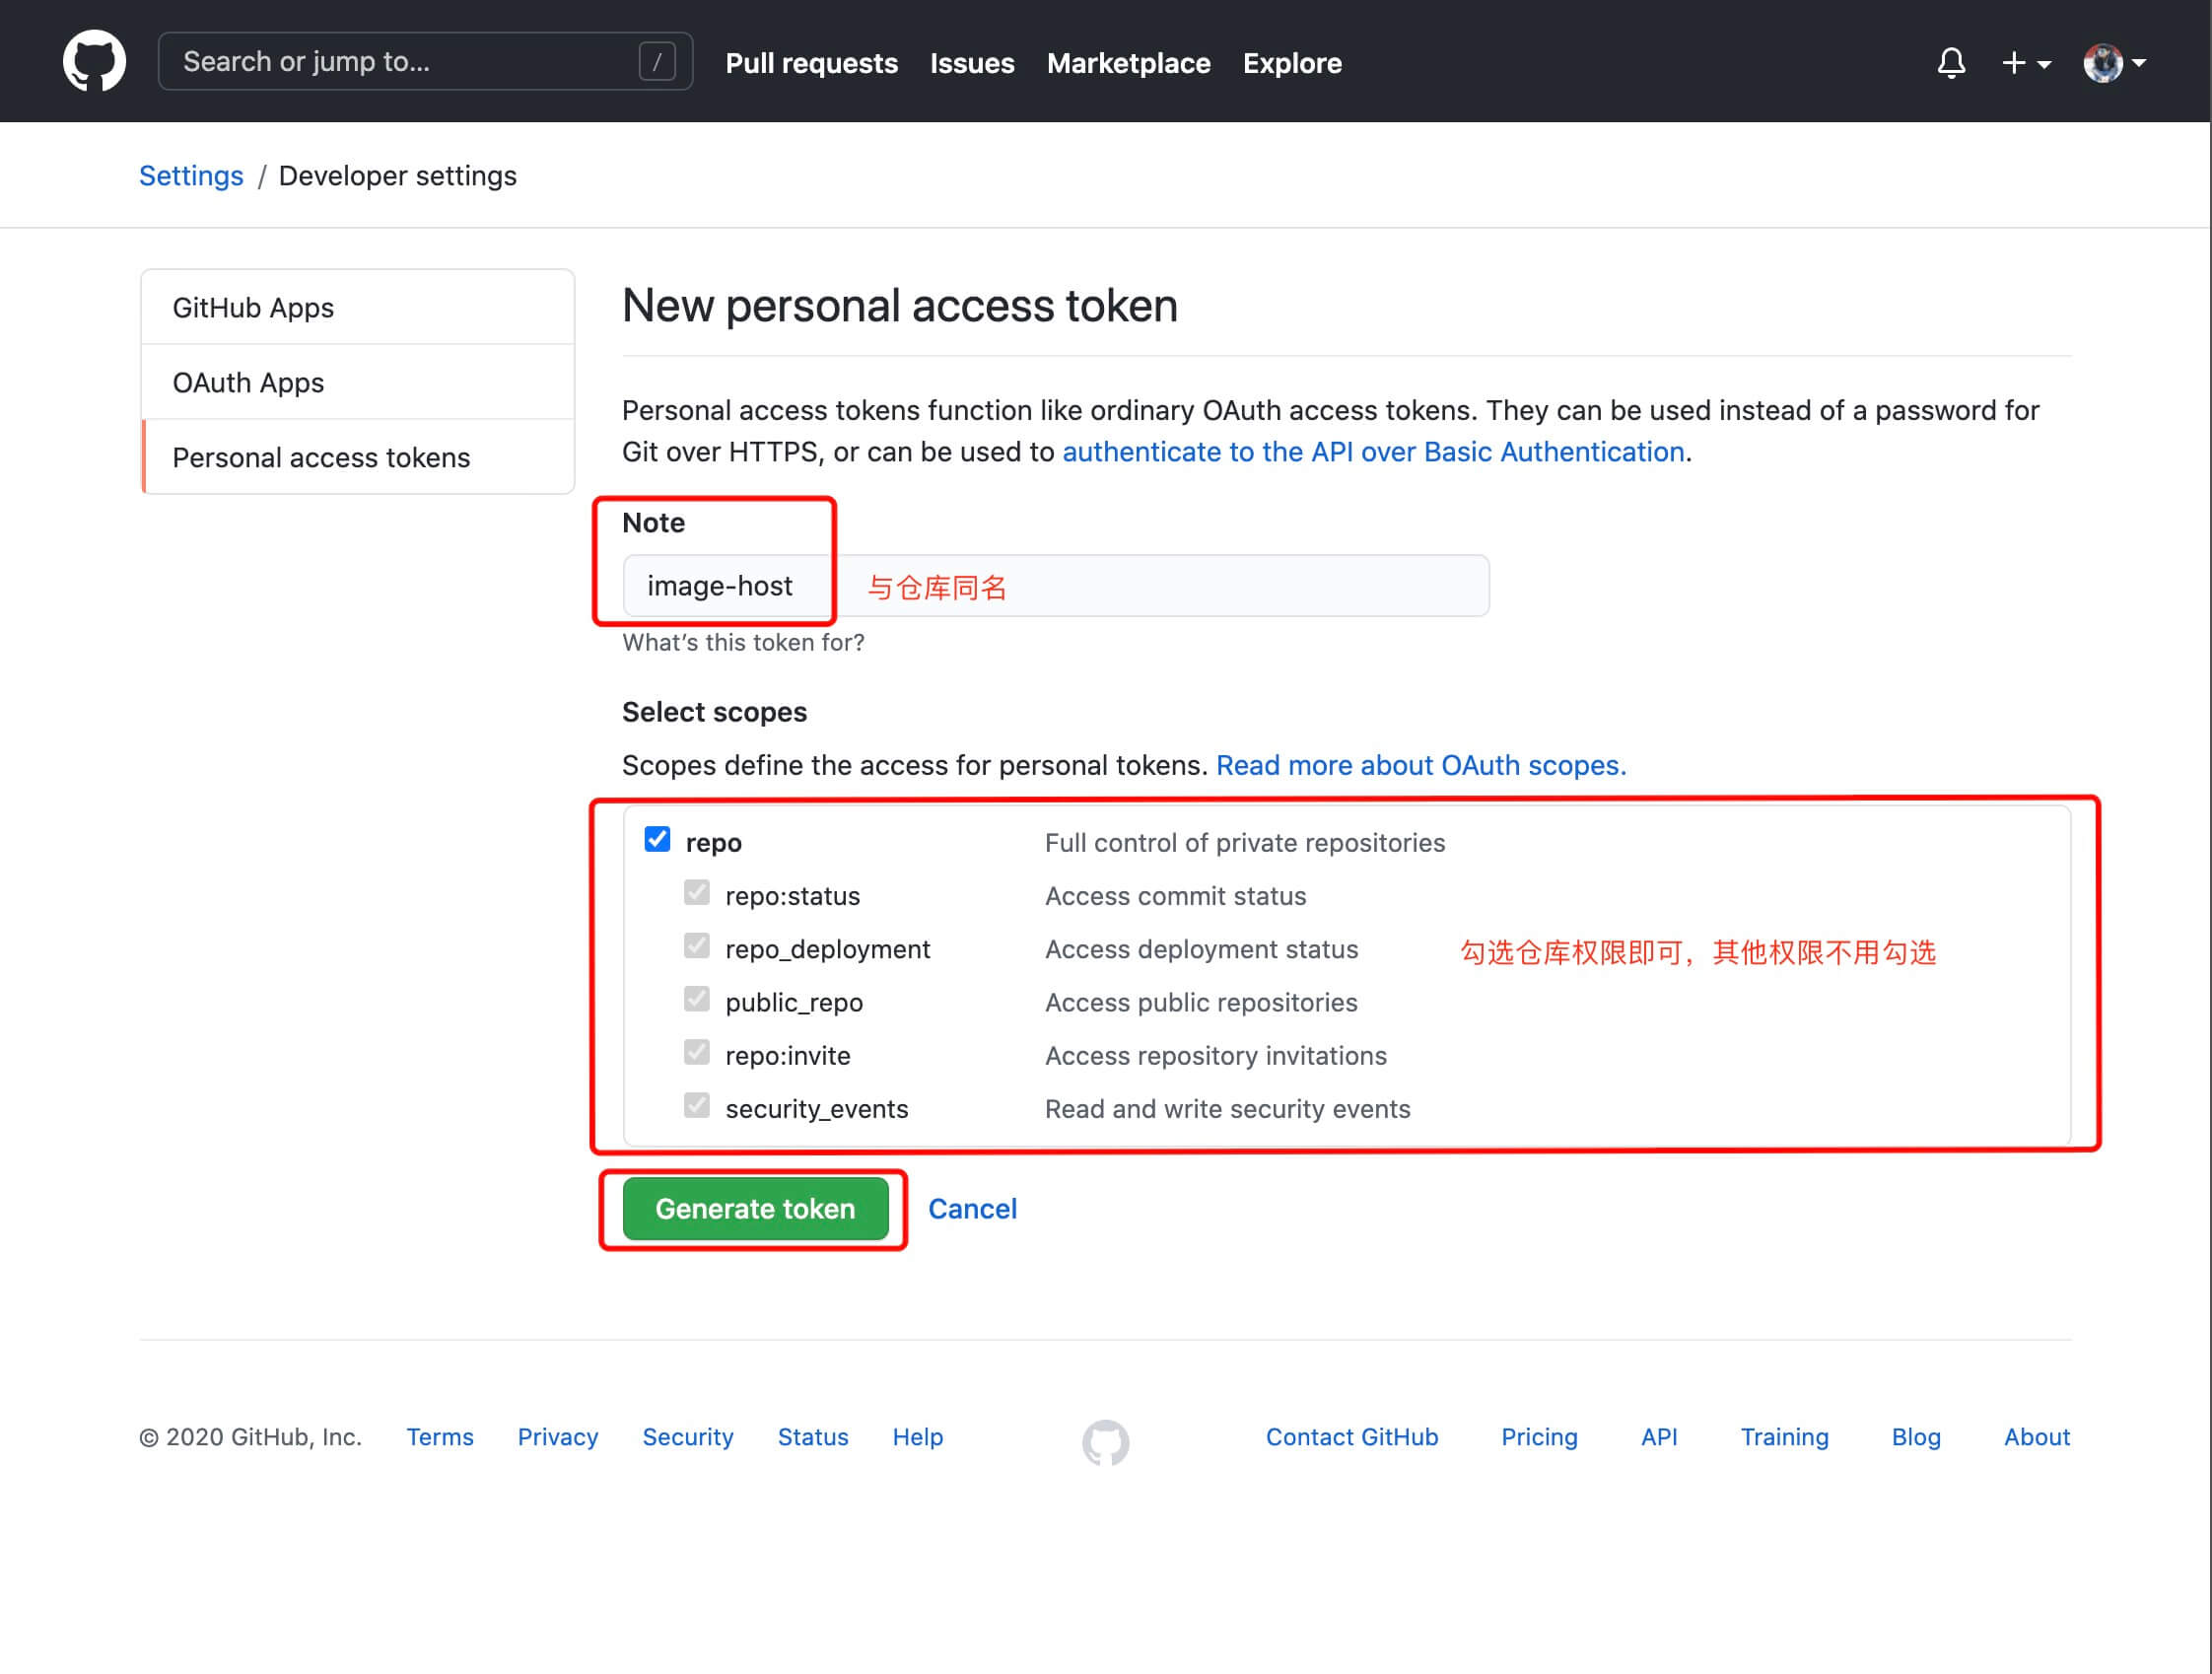 Search or jump to...
/
Pull requests
Issues
Marketplace
Explore
Settings / Developer settings
GitHub Apps
OAuth Apps
Personal access tokens
New personal access token
Personal access tokens function like ordinary OAuth access tokens. They can be used instead of a password for
Git over HTTPS, or can be used to authenticate to the API over Basic Authentication.
Note
image-host
与仓库同名
What's this token for?
Select scopes
Scopes define the access for personal tokens. Read more about OAuth scopes.
repo
Full control of private repositories
repo:status
Access commit status
repo_deployment
Access deployment status
勾选仓库权限即可，其他权限不用勾选
public_repo
Access public repositories
repo:invite
Access repository invitations
security_events
Read and write security events
Generate token
Cancel
© 2020 GitHub, Inc.
Terms
Privacy
Security
Status
Help
Contact GitHub
Pricing
API
Training
Blog
About